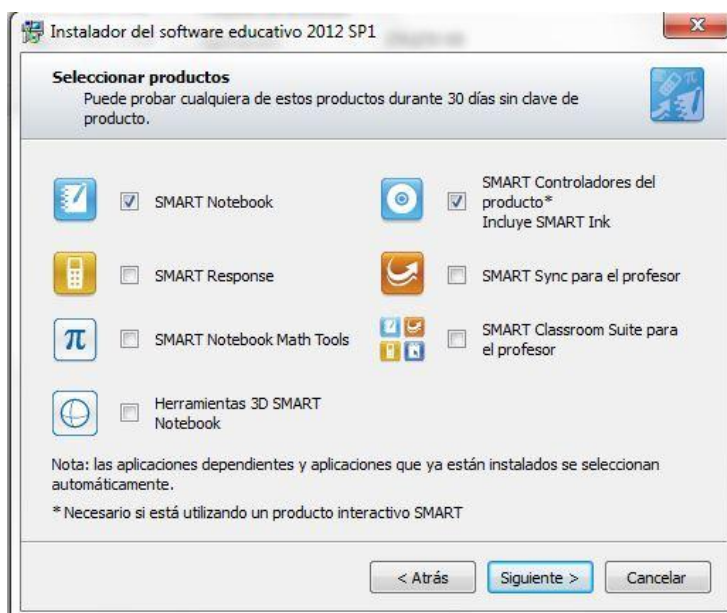 Instalador del software educativo 2012 SP1
Seleccionar productos
Puede probar cualquiera de estos productos durante 30 días sin clave de
producto.
SMART Notebook
SMART Controladores del
producto*
Incluye SMART Ink
SMART Response
SMART Sync para el profesor
π
SMART Notebook Math Tools
SMART Classroom Suite para
el profesor
Herramientas 3D SMART
Notebook
Nota: las aplicaciones dependientes y aplicaciones que ya están instalados se seleccionan
automáticamente.
* Necesario si está utilizando un producto interactivo SMART
< Atrás
Siguiente >
Cancelar